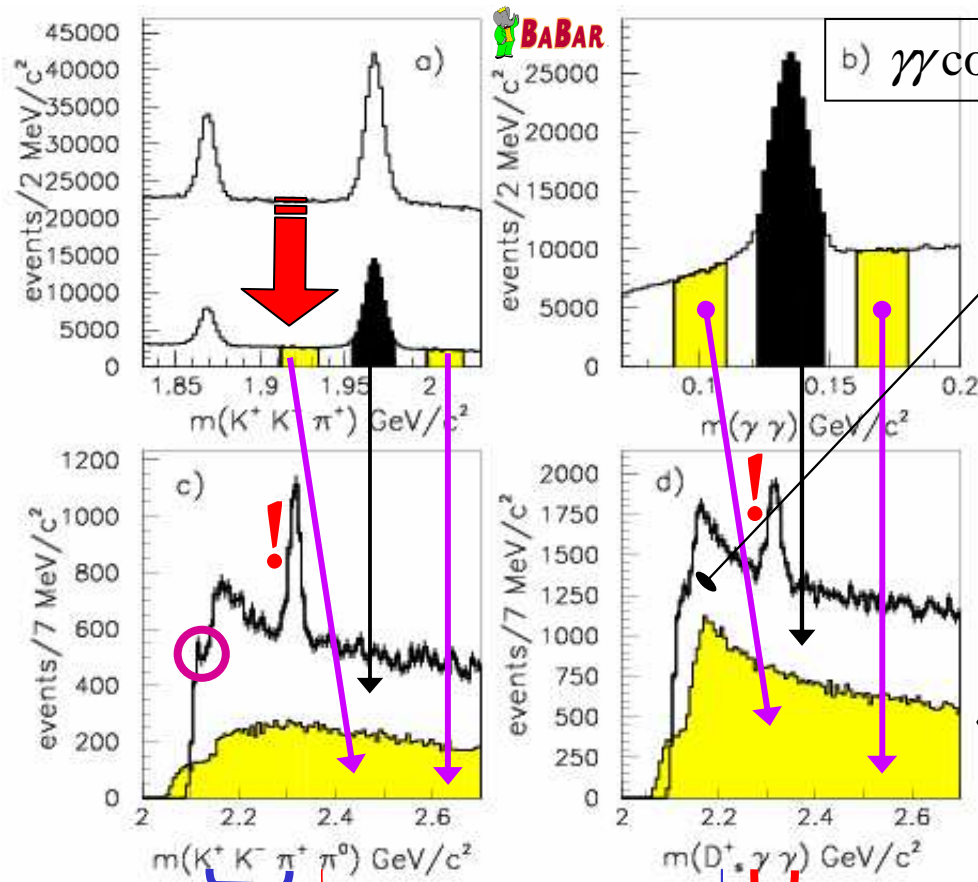 BABAR
a)
45000
40000
35000
30000
25000
20000
15000
10000
5000
0
events/2 MeV/c²
1.85 1.9 1.95 2
m(K⁺ K⁻ π⁺) GeV/c²
b) γγ
25000
20000
15000
10000
5000
0
events/2 MeV/c²
0.1 0.15 0.2
m(γ γ) GeV/c²
c)
!
1200
1000
800
600
400
200
0
events/7 MeV/c²
2 2.2 2.4 2.6
m(K⁺ K⁻ π⁺ π⁰) GeV/c²
d)
!
2000
1750
1500
1250
1000
750
500
250
0
events/7 MeV/c²
2 2.2 2.4 2.6
m(D⁺ₛ γ γ) GeV/c²